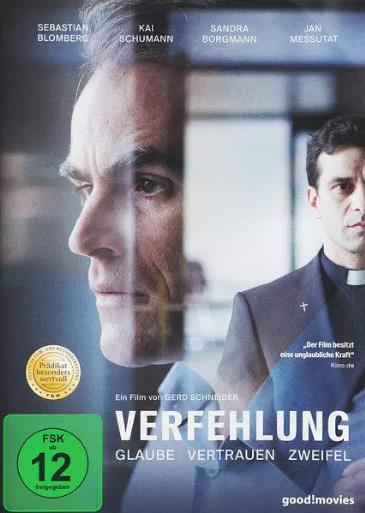 SEBASTIAN BLOMBERG
KAI SCHUMANN
SANDRA BORGMANN
JAN MESSUTAT
„Der Film besitzt
eine unglaubliche Kraft“
Kino.de
Prädikat
besonders
wertvoll
FBW
Ein Film von GERD SCHNEIDER
VERFEHLUNG
GLAUBE VERTRAUEN ZWEIFEL
FSK
ab
12
freigegeben
good!movies